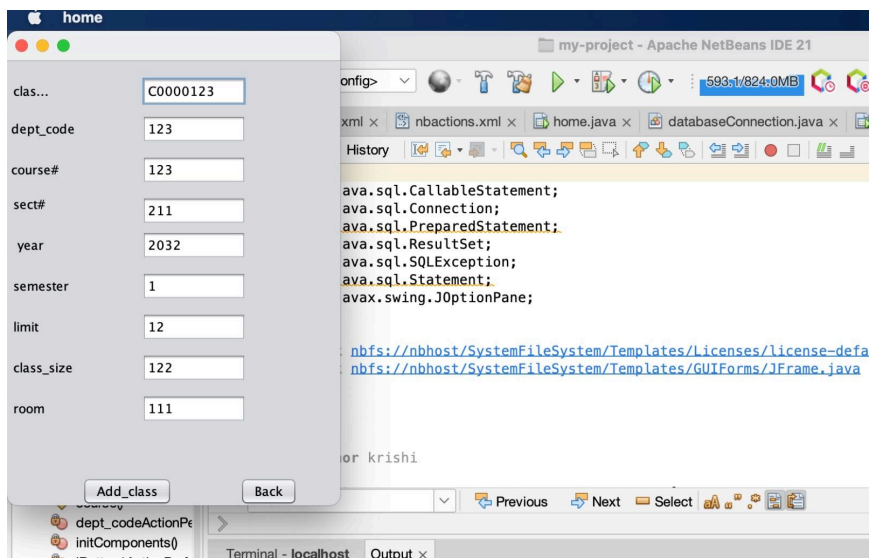 home
my-project - Apache NetBeans IDE 21
clas... C0000123
onfig> 593.1/824.0MB
dept_code 123
xml × nbactions.xml × home.java × databaseConnection.java ×
History
course# 123
ava.sql.CallableStatement;
sect# 211
ava.sql.Connection;
ava.sql.PreparedStatement;
year 2032
ava.sql.ResultSet;
ava.sql.SQLException;
semester 1
ava.sql.Statement;
avax.swing.JOptionPane;
limit 12
nbfs://nbhost/SystemFileSystem/Templates/Licenses/license-defa
class_size 122
nbfs://nbhost/SystemFileSystem/Templates/GUIForms/JFrame.java
room 111
or krishi
Add_class Back
Previous Next Select
dept_codeActionPe
initComponents()
Terminal - localhost Output ×